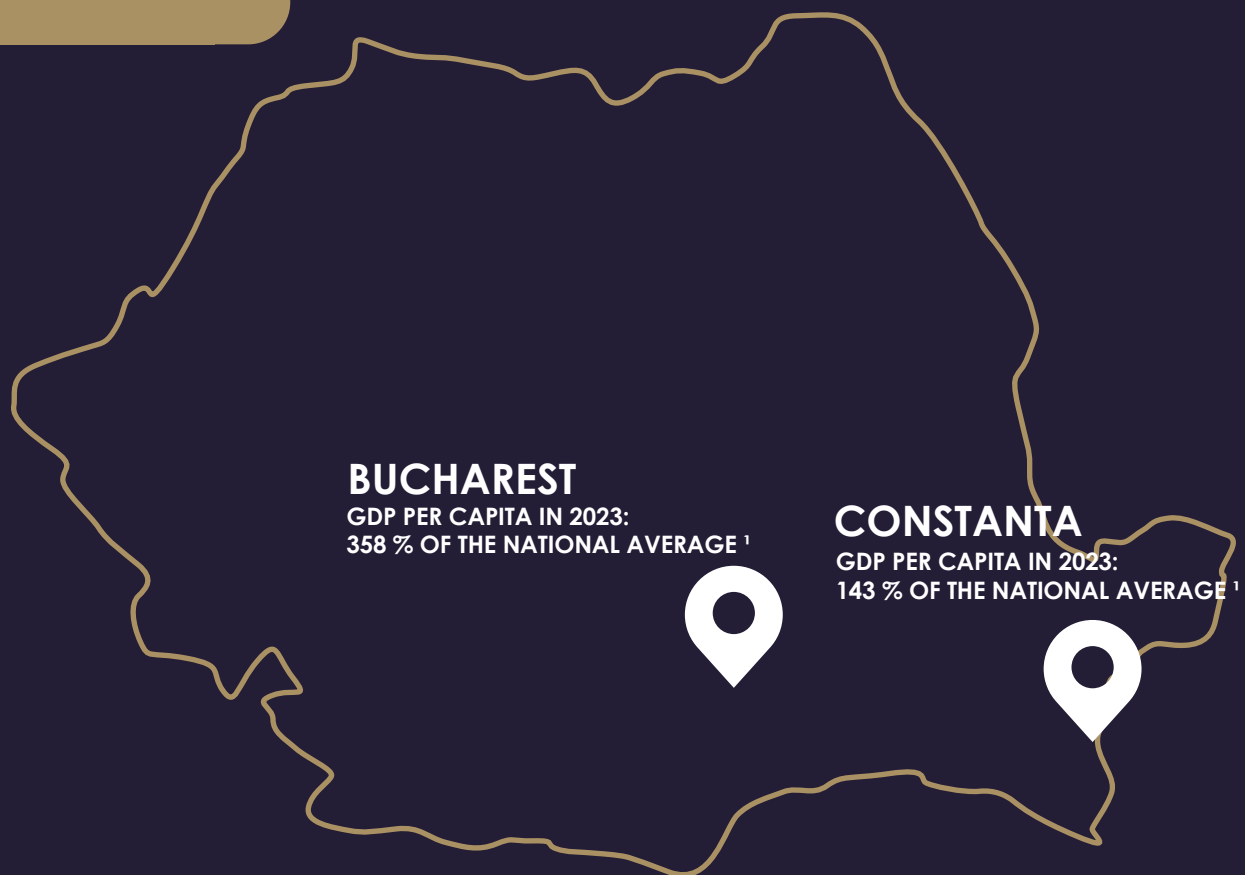 BUCHAREST
GDP PER CAPITA IN 2023:
358 % OF THE NATIONAL AVERAGE ¹
CONSTANTA
GDP PER CAPITA IN 2023:
143 % OF THE NATIONAL AVERAGE ¹